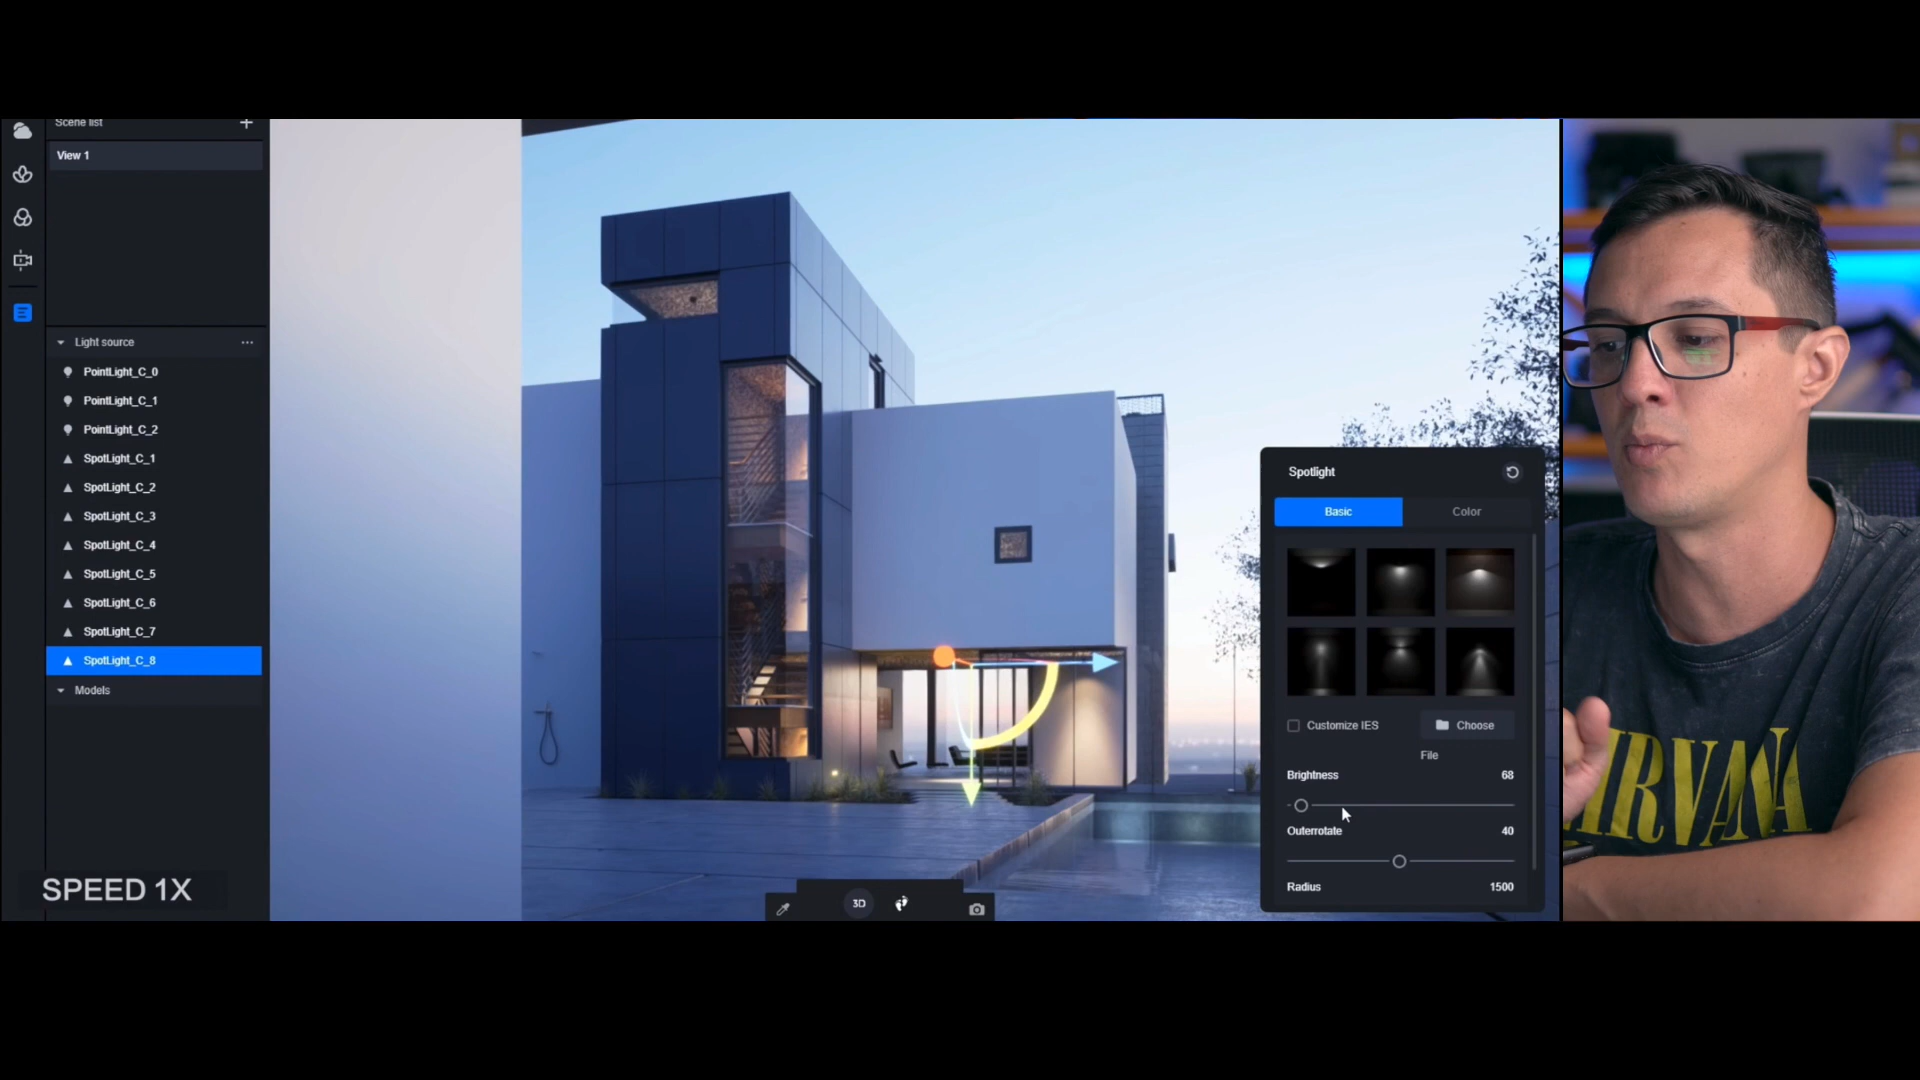 Scene list
View 1
Light source
PointLight_C_0
PointLight_C_1
PointLight_C_2
SpotLight_C_1
SpotLight_C_2
SpotLight_C_3
SpotLight_C_4
SpotLight_C_5
SpotLight_C_6
SpotLight_C_7
SpotLight_C_8
Models
SPEED 1X
3D
Spotlight
Basic Color
Customize IES Choose
File
Brightness 68
Outerrotate 40
Radius 1500
NIRVANA